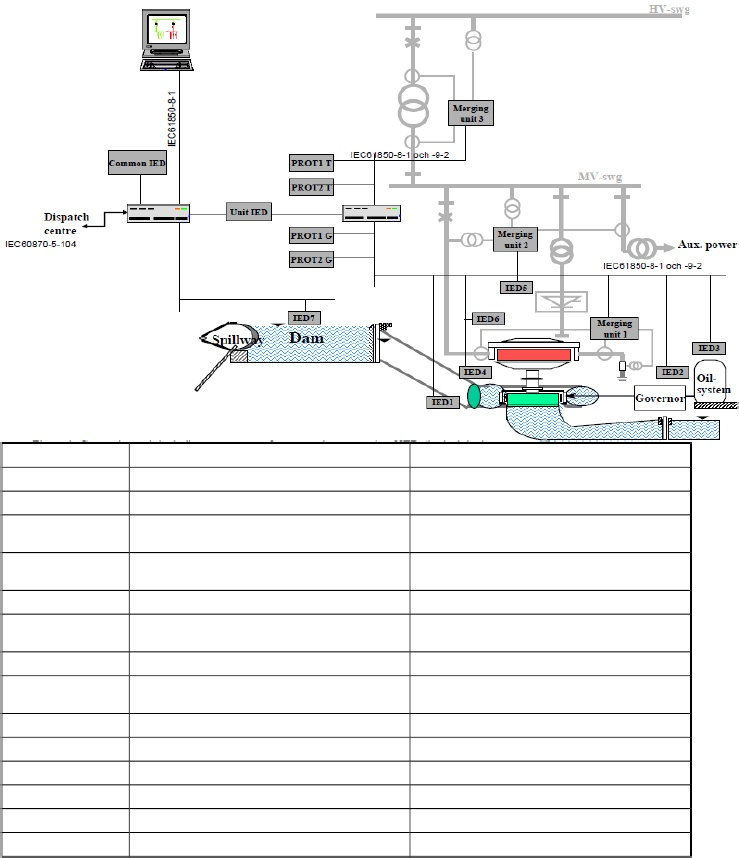 HV-swg
IEC61850-8-1
Merging
unit 3
Common IED
PROT1 T
IEC61850-8-1 och -9-2
PROT2 T
MV-swg
Dispatch
centre
IEC60870-5-104
Unit IED
PROT1 G
PROT2 G
Merging
unit 2
Aux. power
IEC61850-8-1 och -9-2
IED5
IED7
IED6
Merging
unit 1
Spillway
Dam
IED3
IED4
IED2
Oil-
system
IED1
Governor